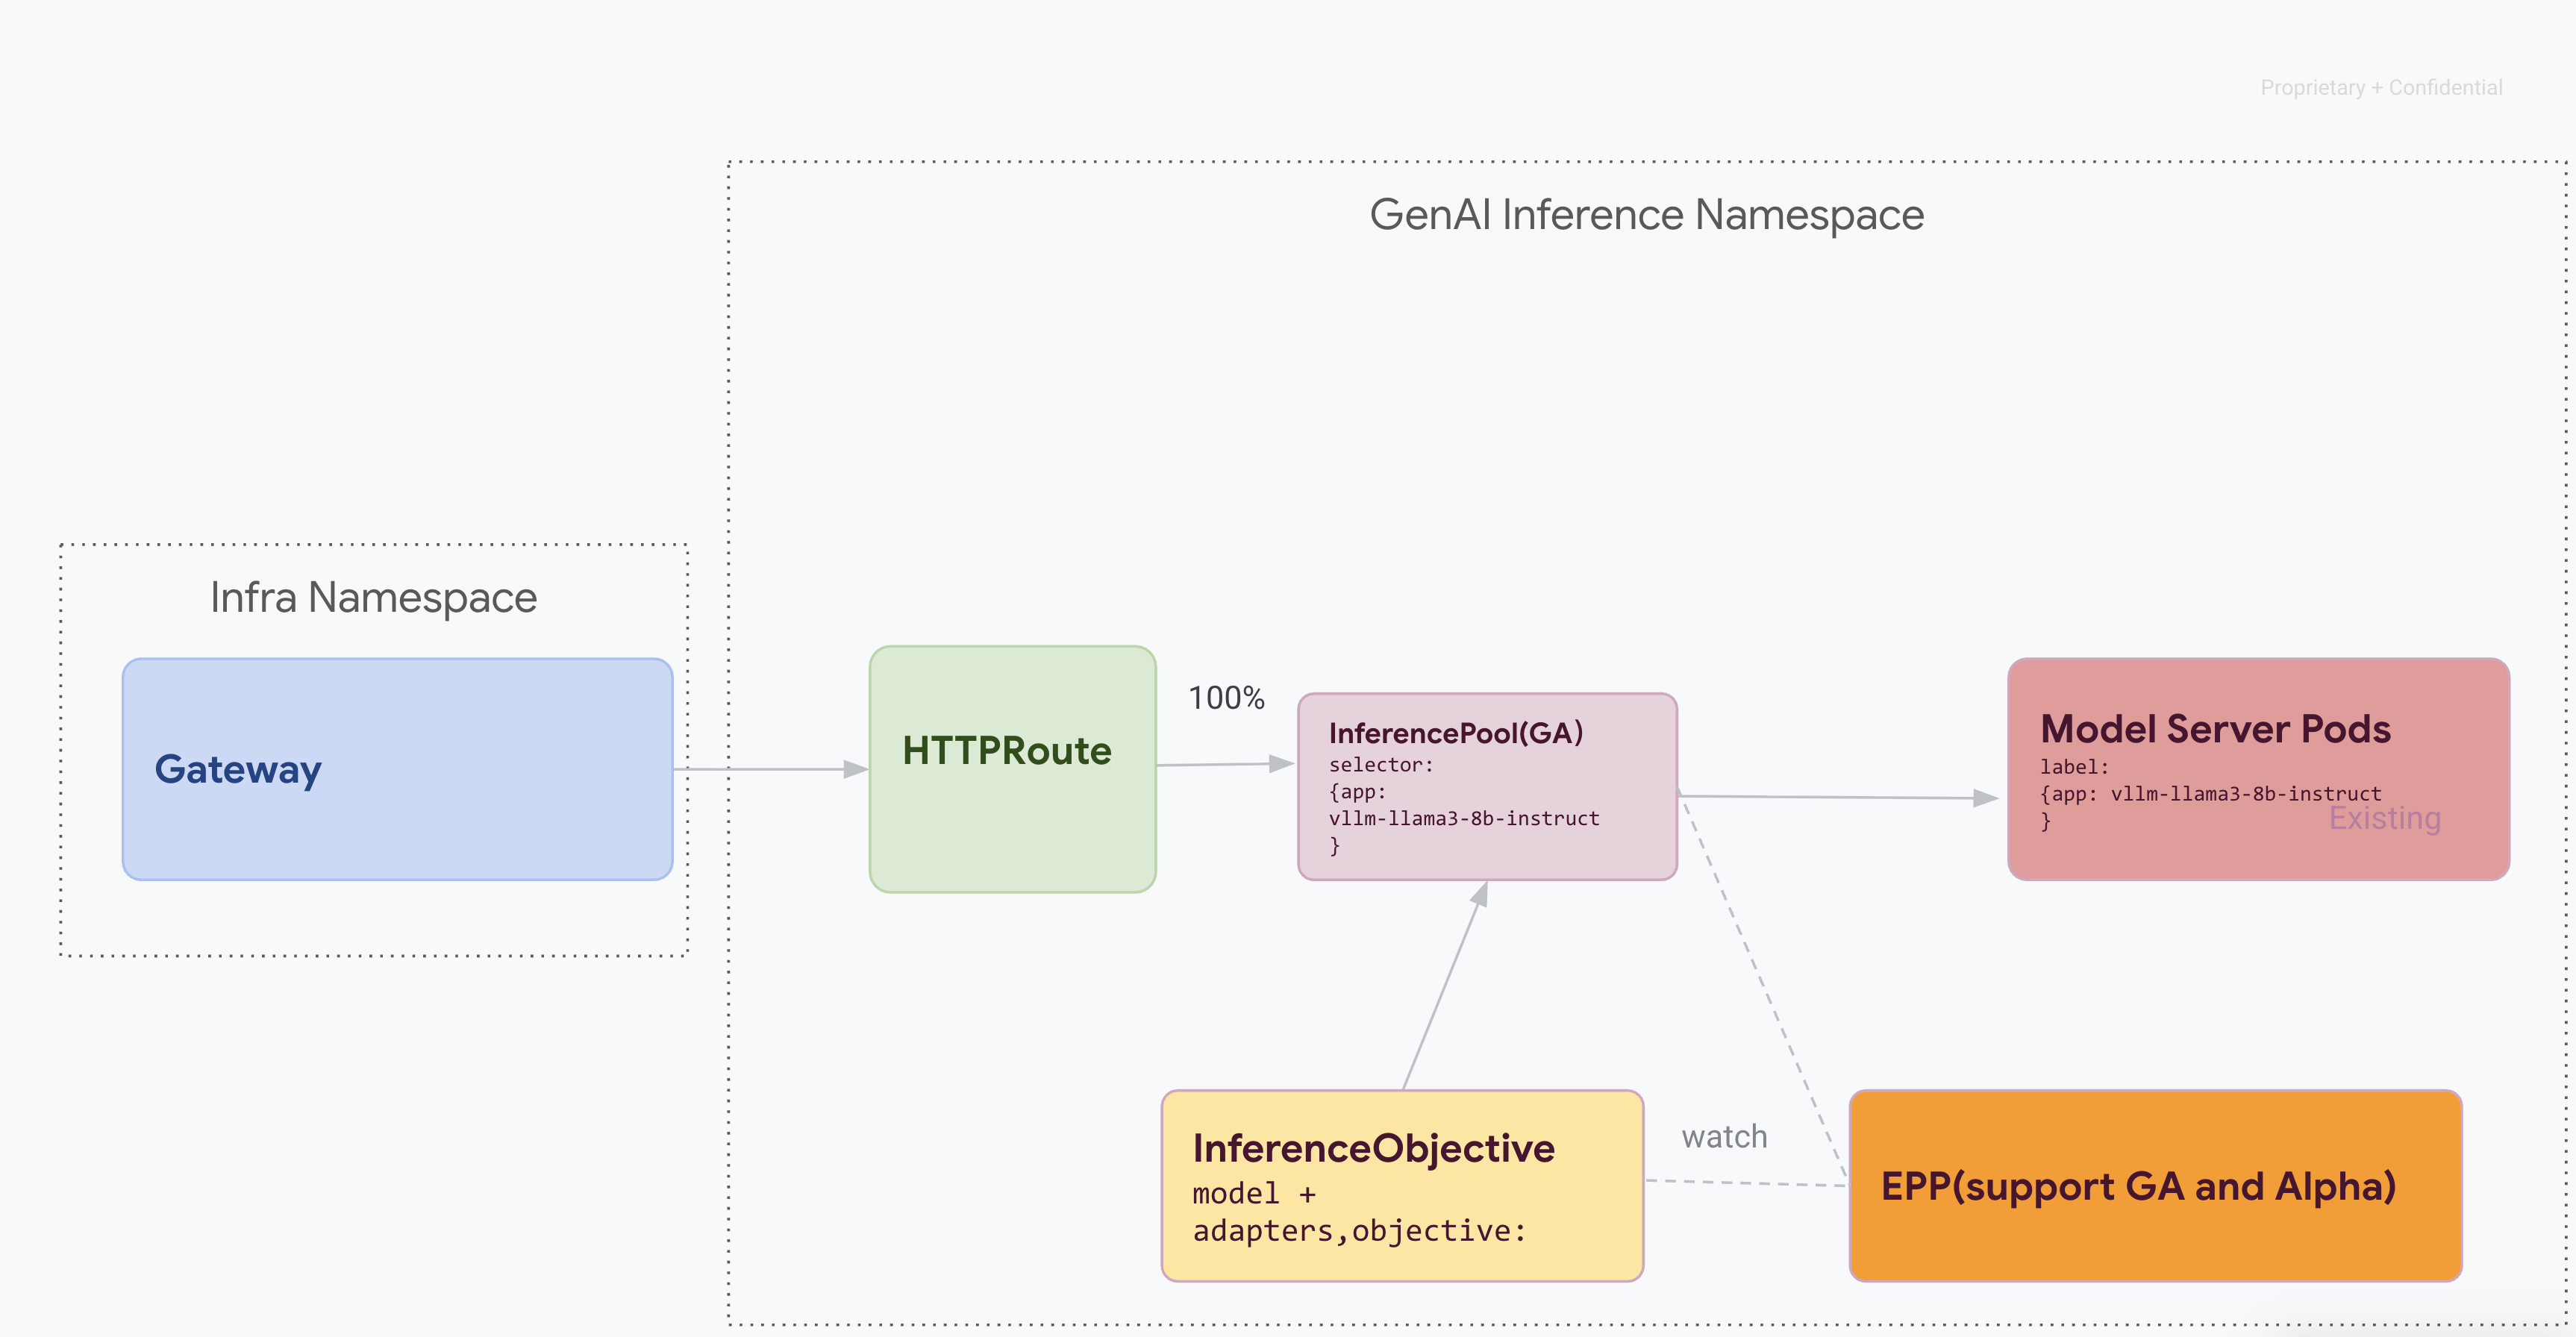 Proprietary + Confidential
GenAI Inference Namespace
Infra Namespace
Gateway
HTTPRoute
100%
InferencePool(GA)
selector:
{app:
vllm-llama3-8b-instruct
}
Model Server Pods
label:
{app: vllm-llama3-8b-instruct
}
Existing
InferenceObjective
model +
adapters,objective:
watch
EPP(support GA and Alpha)